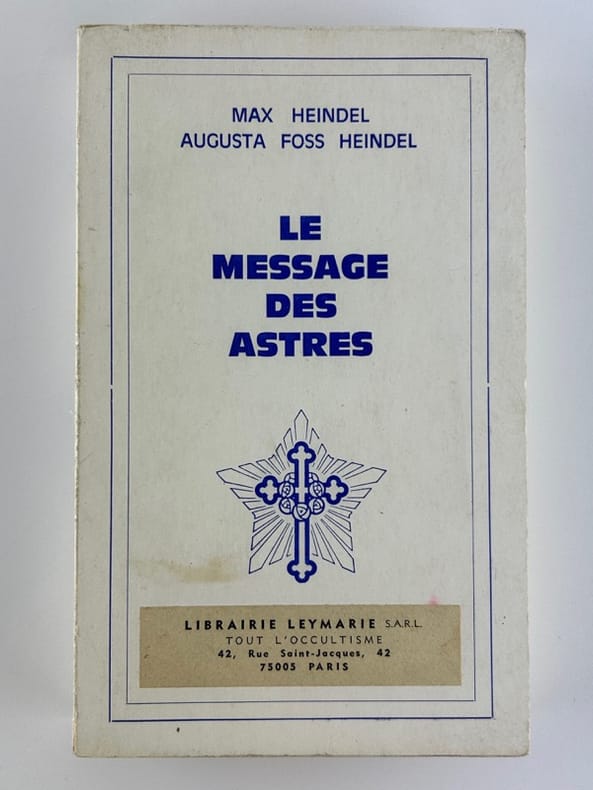 MAX HEINDEL
AUGUSTA FOSS HEINDEL
LE
MESSAGE
DES
ASTRES
LIBRAIRIE LEYMARIE S.A.R.L.
TOUT L'OCCULTISME
42, Rue Saint-Jacques, 42
75005 PARIS